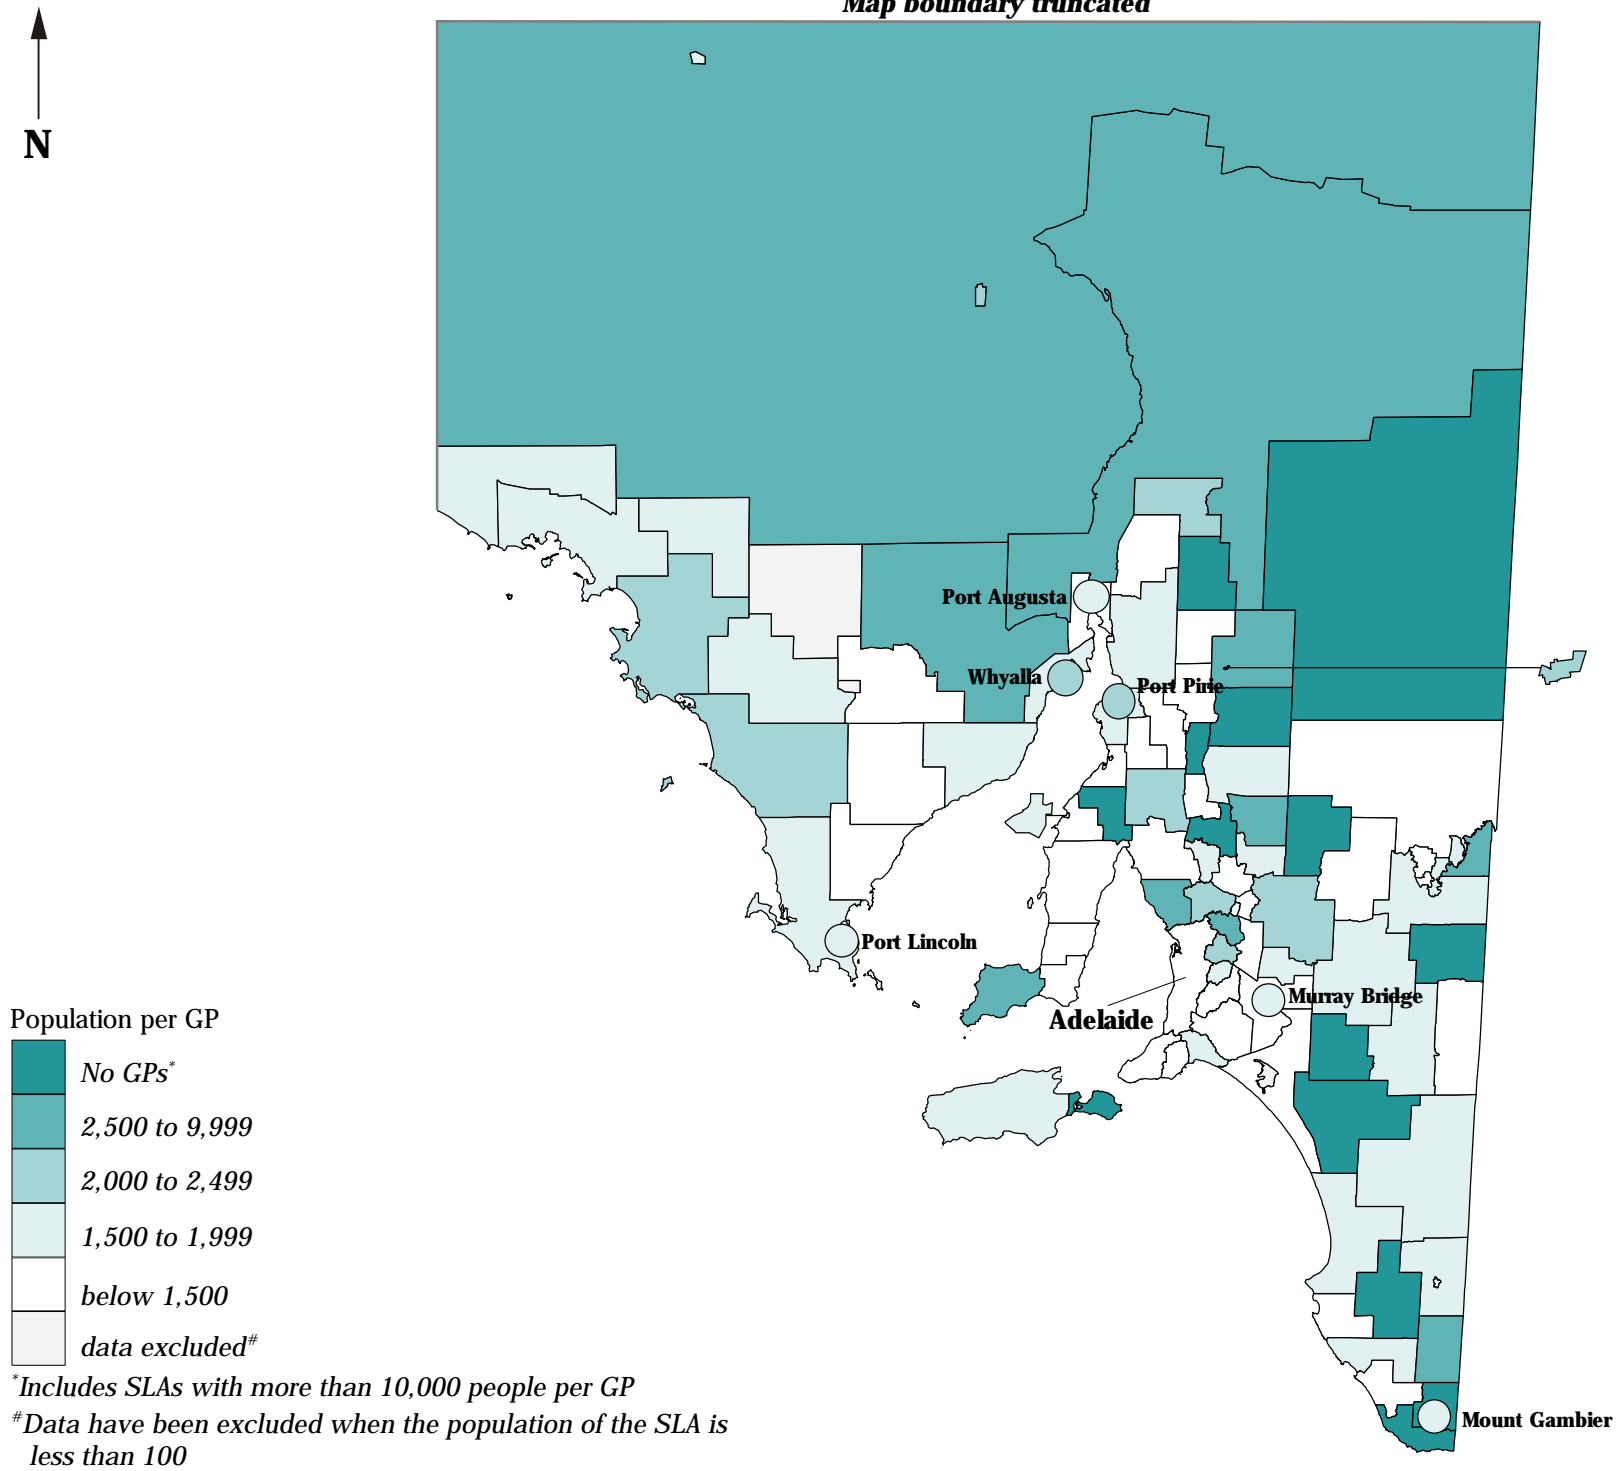 Map boundary truncated
N
Port Augusta
Whyalla
Port Pirie
Port Lincoln
Murray Bridge
Adelaide
Population per GP
No GPs*
2,500 to 9,999
2,000 to 2,499
1,500 to 1,999
below 1,500
data excluded#
*Includes SLAs with more than 10,000 people per GP
#Data have been excluded when the population of the SLA is
less than 100
Mount Gambier